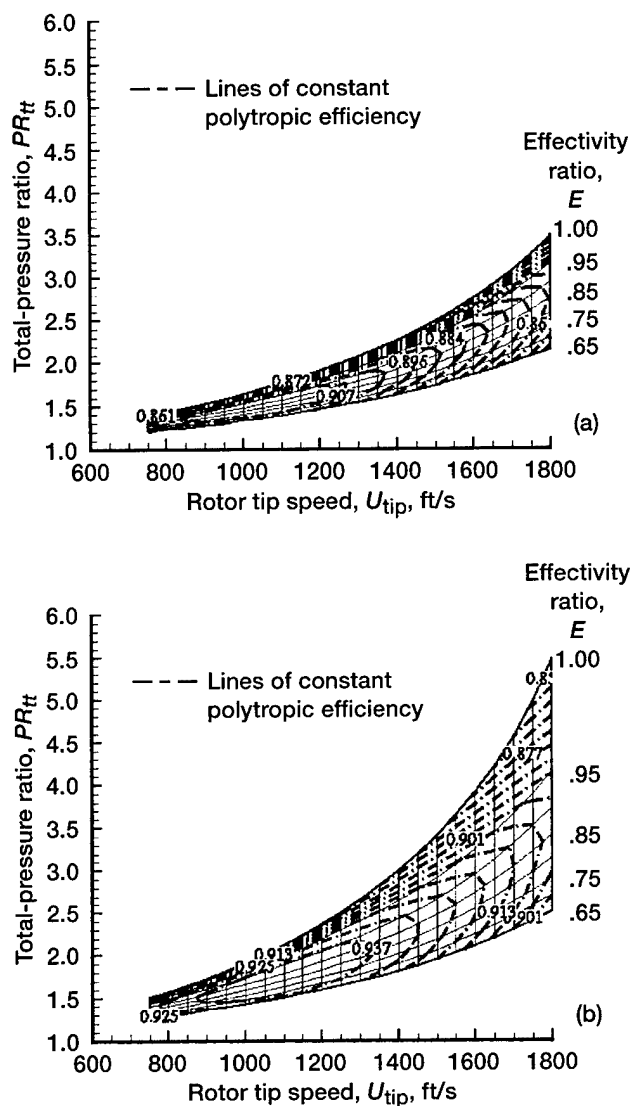 6.0
5.5
5.0
4.5
4.0
3.5
3.0
2.5
2.0
1.5
1.0
Total-pressure ratio, PRtt
Lines of constant
polytropic efficiency
Effectivity
ratio,
E
1.00
.95
.85
.75
.65
0.861
0.872
0.907
0.895
0.884
0.86
(a)
600 800 1000 1200 1400 1600 1800
Rotor tip speed, Utip, ft/s
6.0
5.5
5.0
4.5
4.0
3.5
3.0
2.5
2.0
1.5
1.0
Total-pressure ratio, PRtt
Lines of constant
polytropic efficiency
Effectivity
ratio,
E
1.00
.95
.85
.75
.65
0.8
0.877
0.901
0.913
0.925
0.937
0.913
0.901
0.925
(b)
600 800 1000 1200 1400 1600 1800
Rotor tip speed, Utip, ft/s